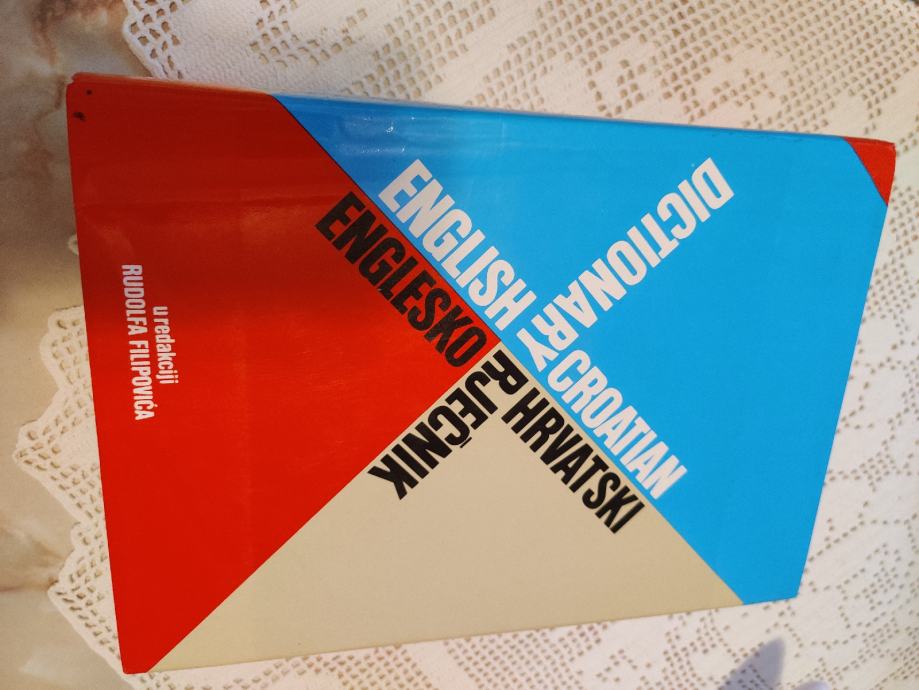 u redakciji
RUDOLFA FILIPOVIĆA
ENGLISH CROATIAN
DICTIONARY
ENGLESKO HRVATSKI
RJEČNIK